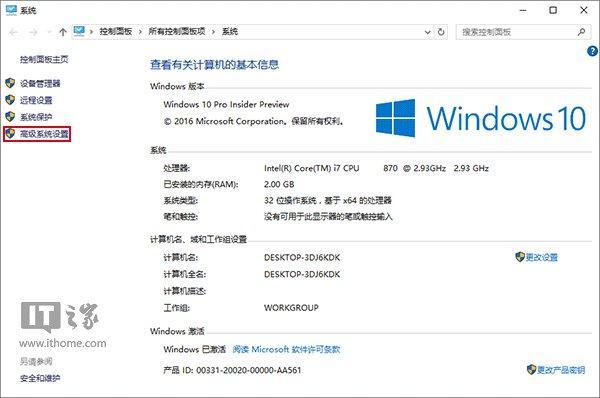 系统
控制面板 › 所有控制面板项 › 系统
搜索控制面板
控制面板主页
设备管理器
远程设置
系统保护
高级系统设置
查看有关计算机的基本信息
Windows 版本
Windows 10 Pro Insider Preview
© 2016 Microsoft Corporation。保留所有权利。
Windows 10
系统
处理器: Intel(R) Core(TM) i7 CPU 870 @ 2.93GHz 2.93 GHz
已安装的内存(RAM): 2.00 GB
系统类型: 32 位操作系统，基于 x64 的处理器
笔和触控: 没有可用于此显示器的笔或触控输入
计算机名、域和工作组设置
计算机名: DESKTOP-3DJ6KDK 更改设置
计算机全名: DESKTOP-3DJ6KDK
计算机描述:
工作组: WORKGROUP
Windows 激活
Windows 已激活 阅读 Microsoft 软件许可条款
产品 ID: 00331-20020-00000-AA561 更改产品密钥
IT之家
www.ithome.com
另请参阅
安全和维护